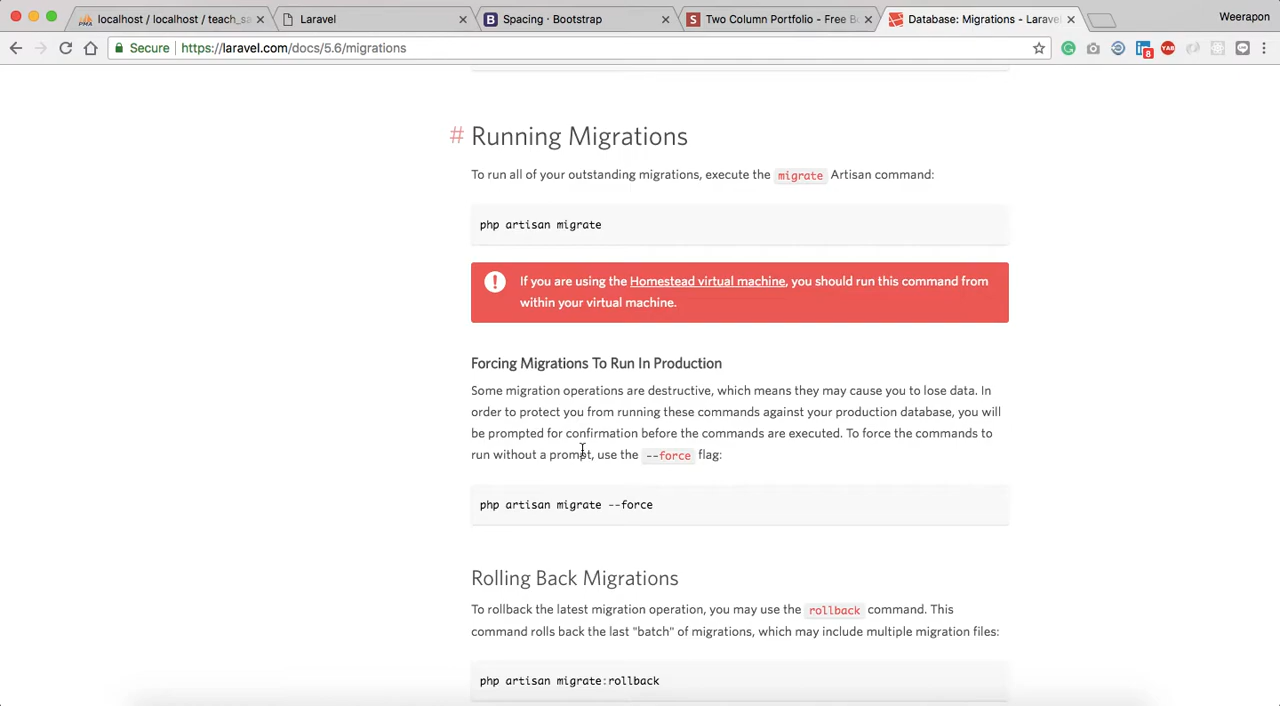 localhost / localhost / teach_sa
Laravel
Spacing · Bootstrap
Two Column Portfolio - Free B
Database: Migrations - Larave
Weerapon
Secure
https://laravel.com/docs/5.6/migrations
8
YAB
# Running Migrations
To run all of your outstanding migrations, execute the migrate Artisan command:
php artisan migrate
If you are using the Homestead virtual machine, you should run this command from
within your virtual machine.
Forcing Migrations To Run In Production
Some migration operations are destructive, which means they may cause you to lose data. In
order to protect you from running these commands against your production database, you will
be prompted for confirmation before the commands are executed. To force the commands to
run without a prompt, use the --force flag:
php artisan migrate --force
Rolling Back Migrations
To rollback the latest migration operation, you may use the rollback command. This
command rolls back the last "batch" of migrations, which may include multiple migration files:
php artisan migrate:rollback